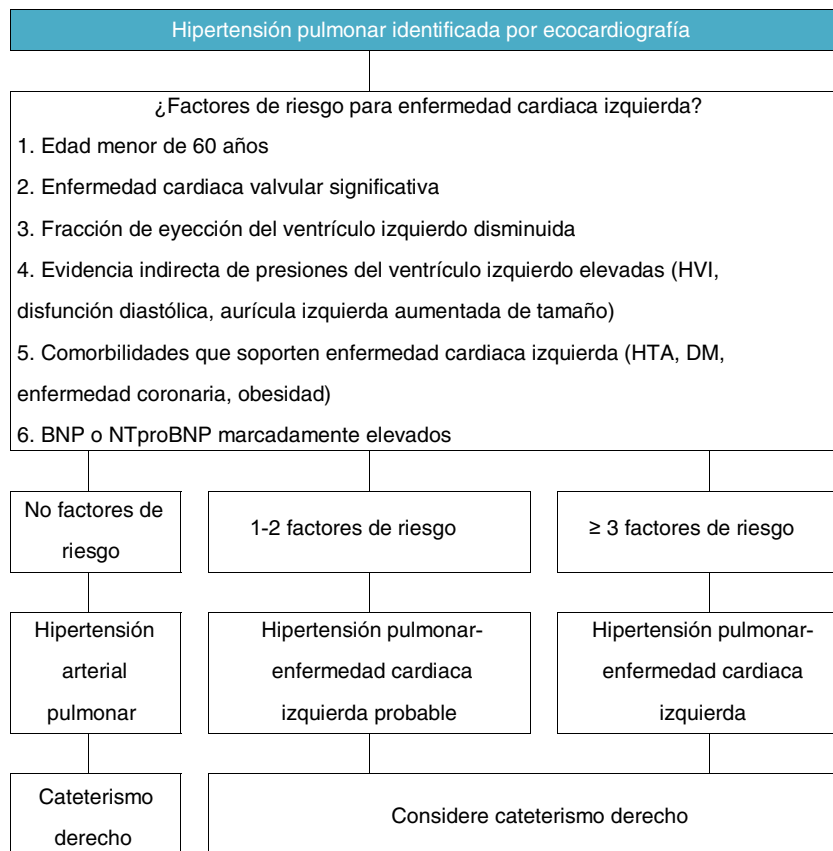 Hipertensión pulmonar identificada por ecocardiografía
¿Factores de riesgo para enfermedad cardiaca izquierda?
1. Edad menor de 60 años
2. Enfermedad cardiaca valvular significativa
3. Fracción de eyección del ventrículo izquierdo disminuida
4. Evidencia indirecta de presiones del ventrículo izquierdo elevadas (HVI,
disfunción diastólica, aurícula izquierda aumentada de tamaño)
5. Comorbilidades que soporten enfermedad cardiaca izquierda (HTA, DM,
enfermedad coronaria, obesidad)
6. BNP o NTproBNP marcadamente elevados
No factores de
riesgo
1-2 factores de riesgo
≥ 3 factores de riesgo
Hipertensión
arterial
pulmonar
Hipertensión pulmonar-
enfermedad cardiaca
izquierda probable
Hipertensión pulmonar-
enfermedad cardiaca
izquierda
Cateterismo
derecho
Considere cateterismo derecho